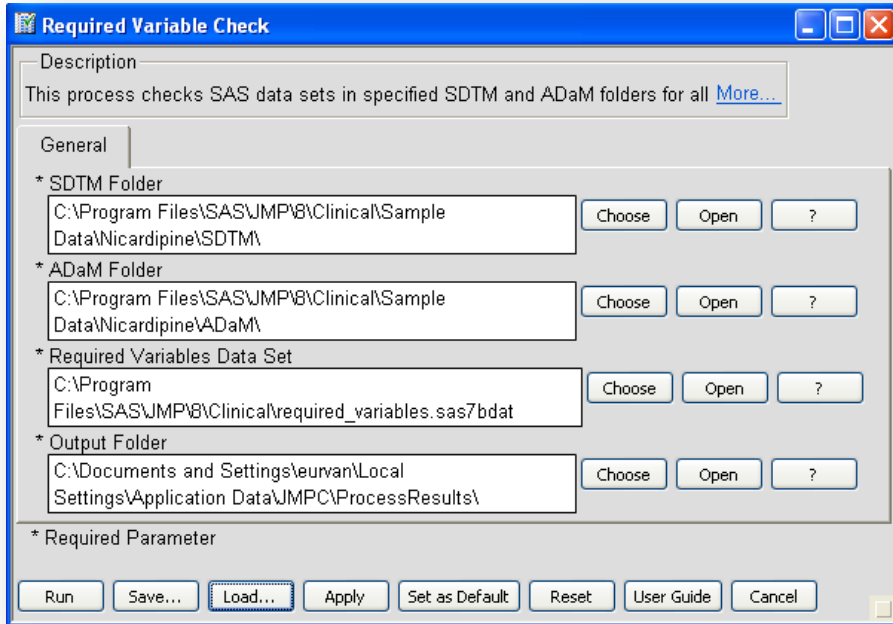 Required Variable Check
Description
This process checks SAS data sets in specified SDTM and ADaM folders for all More...
General
* SDTM Folder
C:\Program Files\SAS\JMP\8\Clinical\Sample
Data\Nicardipine\SDTM\
Choose Open ?
* ADaM Folder
C:\Program Files\SAS\JMP\8\Clinical\Sample
Data\Nicardipine\ADaM\
Choose Open ?
* Required Variables Data Set
C:\Program
Files\SAS\JMP\8\Clinical\required_variables.sas7bdat
Choose Open ?
* Output Folder
C:\Documents and Settings\eurvan\Local
Settings\Application Data\JMPC\ProcessResults\
Choose Open ?
* Required Parameter
Run Save... Load... Apply Set as Default Reset User Guide Cancel